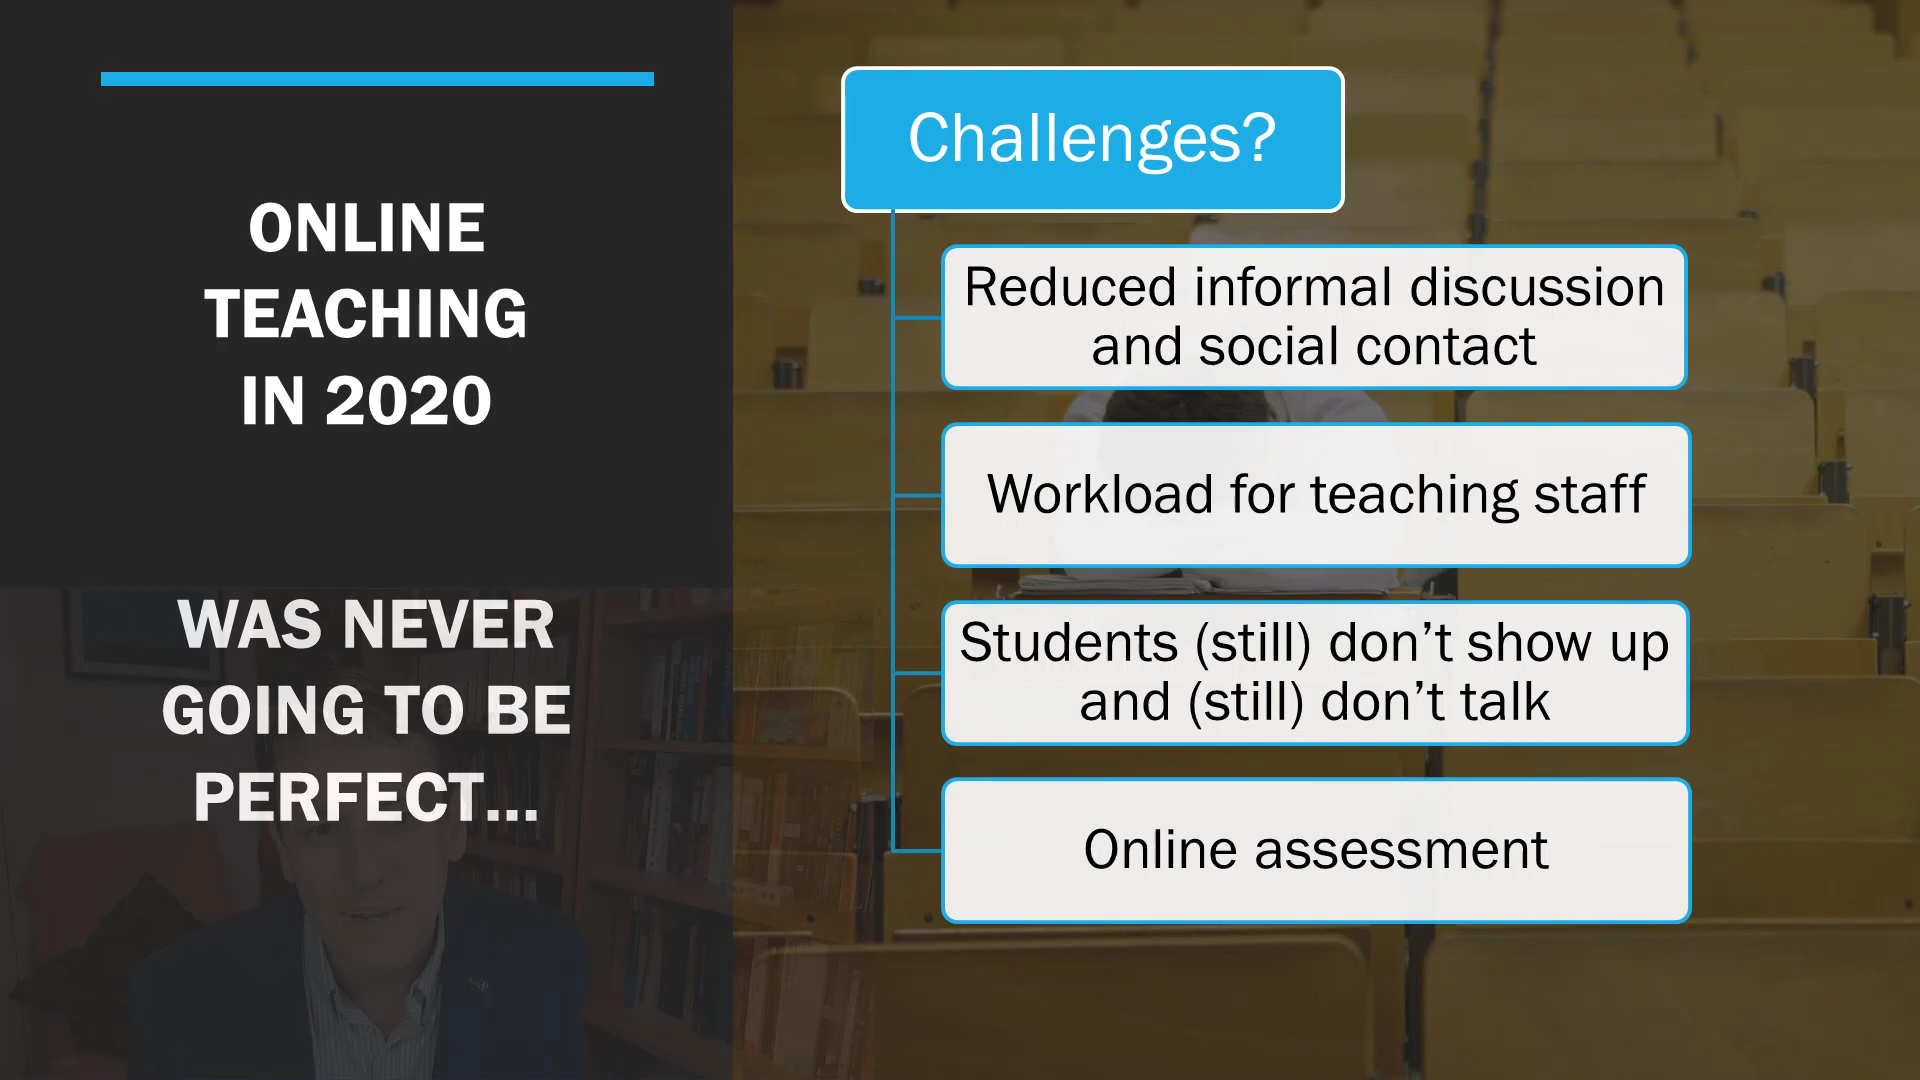 ONLINE
TEACHING
IN 2020
WAS NEVER
GOING TO BE
PERFECT...
Challenges?
Reduced informal discussion
and social contact
Workload for teaching staff
Students (still) don’t show up
and (still) don’t talk
Online assessment